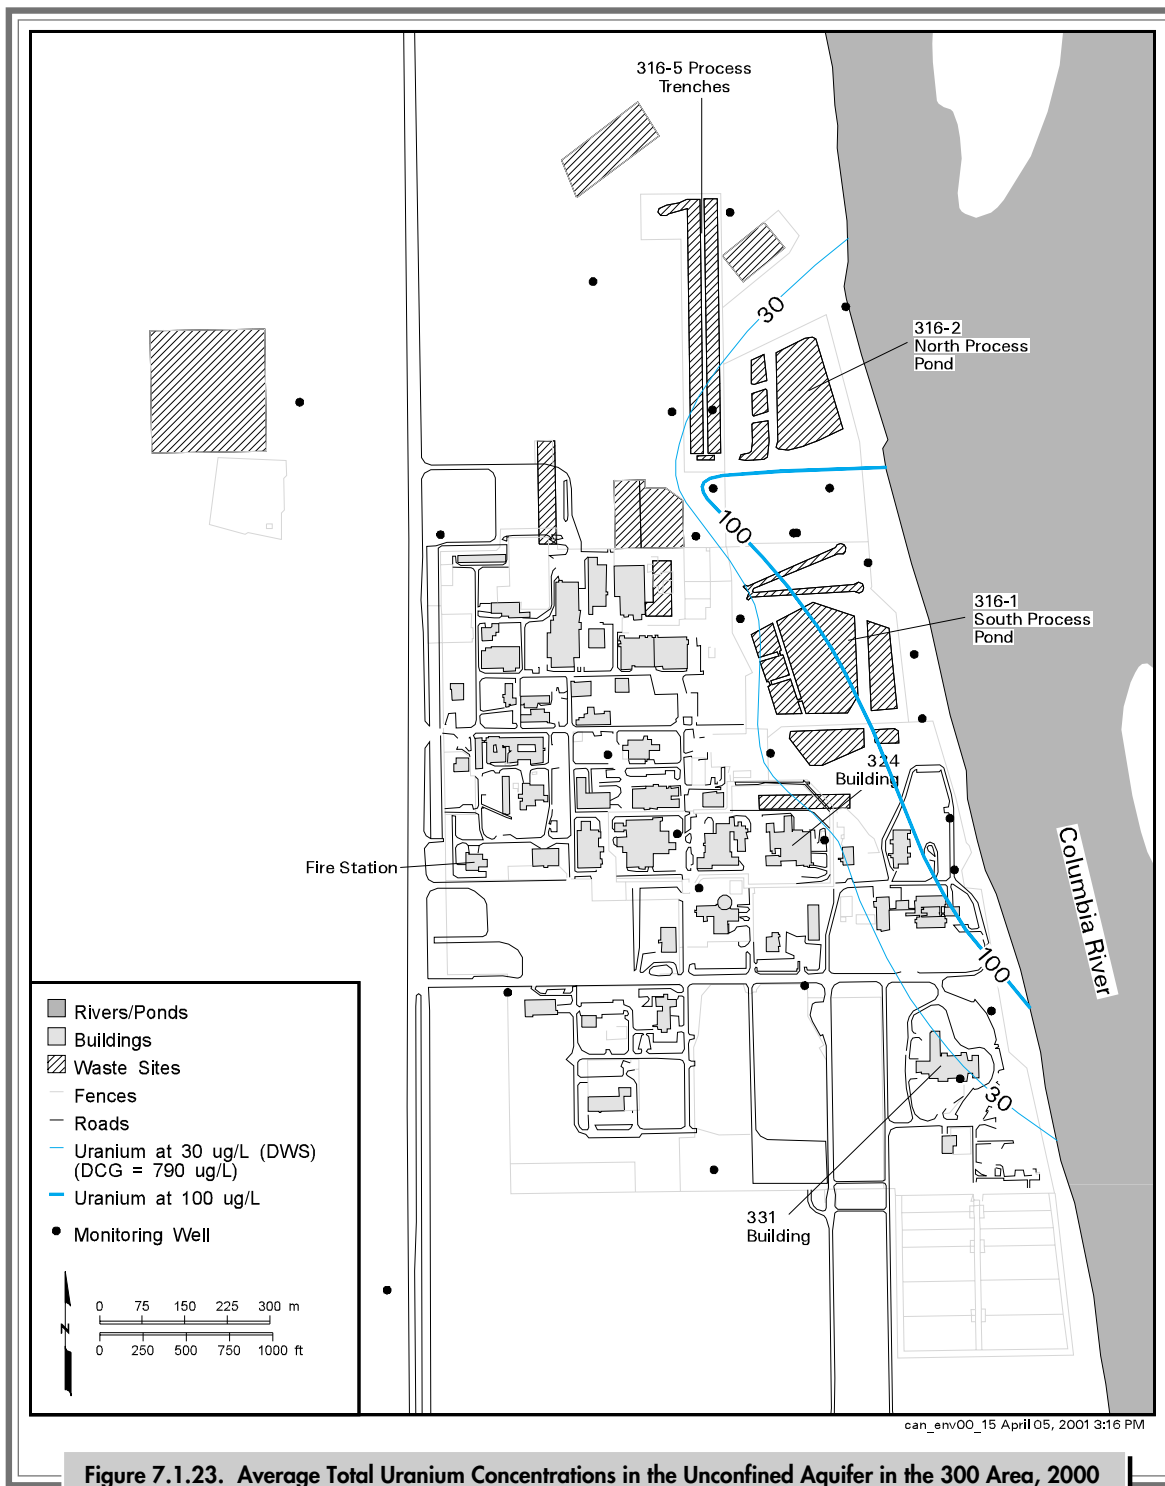 316-5 Process
Trenches
30
316-2
North Process
Pond
100
316-1
South Process
Pond
324
Building
Fire Station
Columbia River
100
30
331
Building
Rivers/Ponds
Buildings
Waste Sites
Fences
Roads
Uranium at 30 ug/L (DWS)
(DCG = 790 ug/L)
Uranium at 100 ug/L
Monitoring Well
N
0 75 150 225 300 m
0 250 500 750 1000 ft
can_env00_15 April 05, 2001 3:16 PM
Figure 7.1.23. Average Total Uranium Concentrations in the Unconfined Aquifer in the 300 Area, 2000